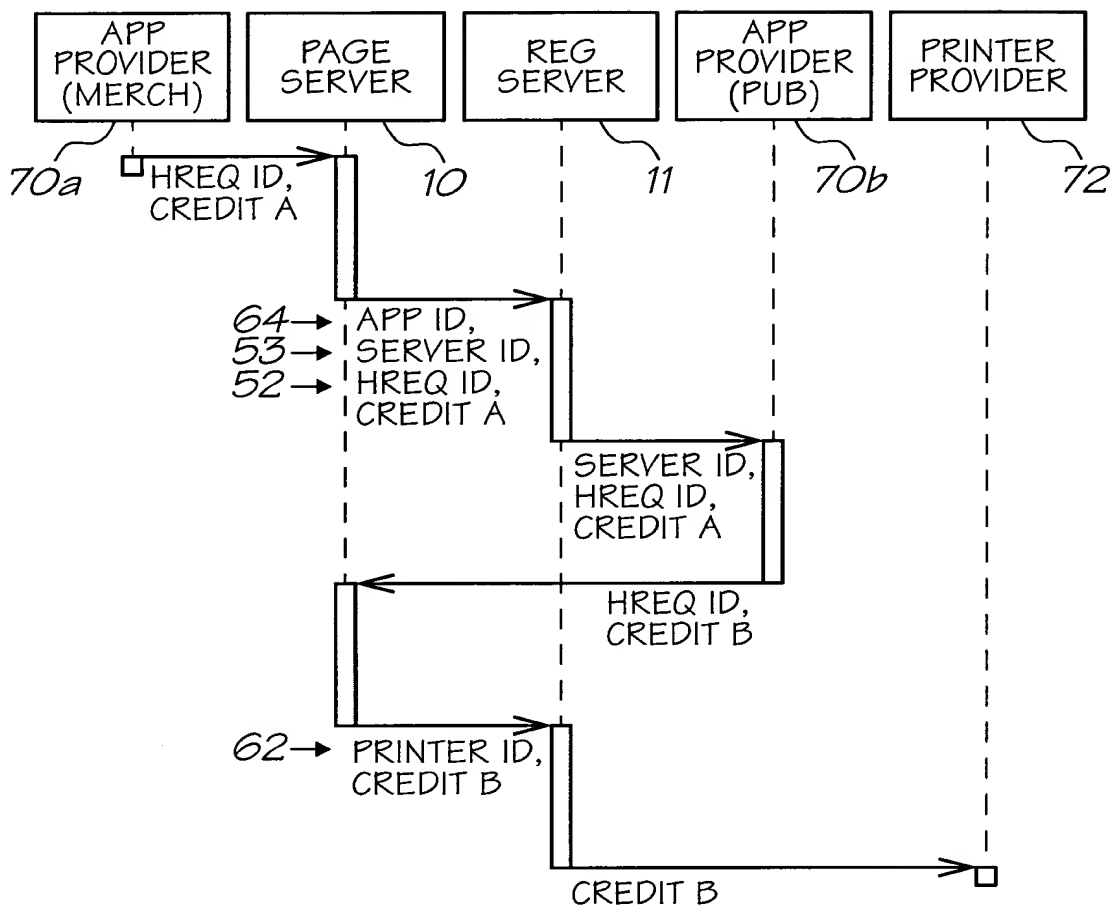 APP
PROVIDER
(MERCH)
PAGE
SERVER
REG
SERVER
APP
PROVIDER
(PUB)
PRINTER
PROVIDER
70a
10
11
70b
72
HREQ ID,
CREDIT A
64
APP ID,
53
SERVER ID,
52
HREQ ID,
CREDIT A
SERVER ID,
HREQ ID,
CREDIT A
HREQ ID,
CREDIT B
62
PRINTER ID,
CREDIT B
CREDIT B